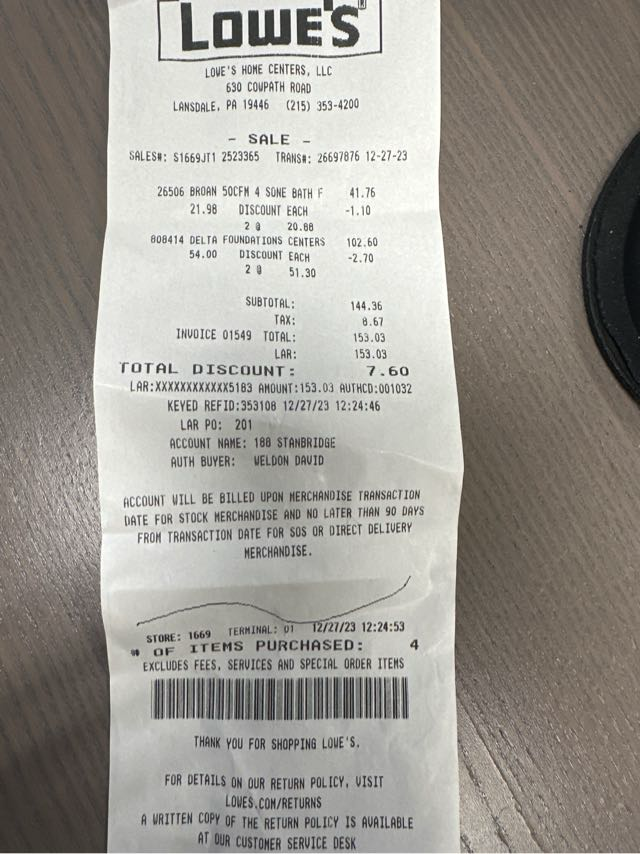 LOWE'S
LOWE'S HOME CENTERS, LLC
630 COWPATH ROAD
LANSDALE, PA 19446 (215) 353-4200
- SALE -
SALES#: S1669JT1 2523365 TRANS#: 26697876 12-27-23
26506 BROAN 50CFM 4 SONE BATH F 41.76
21.98 DISCOUNT EACH -1.10
2 @ 20.88
808414 DELTA FOUNDATIONS CENTERS 102.60
54.00 DISCOUNT EACH -2.70
2 @ 51.30
SUBTOTAL: 144.36
TAX: 8.67
INVOICE 01549 TOTAL: 153.03
LAR: 153.03
TOTAL DISCOUNT: 7.60
LAR:XXXXXXXXXXXX5183 AMOUNT:153.03 AUTHCD:001032
KEYED REFID:353108 12/27/23 12:24:46
LAR PO: 201
ACCOUNT NAME: 188 STANBRIDGE
AUTH BUYER: WELDON DAVID
ACCOUNT WILL BE BILLED UPON MERCHANDISE TRANSACTION
DATE FOR STOCK MERCHANDISE AND NO LATER THAN 90 DAYS
FROM TRANSACTION DATE FOR SOS OR DIRECT DELIVERY
MERCHANDISE.
STORE: 1669 TERMINAL: 01 12/27/23 12:24:53
# OF ITEMS PURCHASED: 4
EXCLUDES FEES, SERVICES AND SPECIAL ORDER ITEMS
THANK YOU FOR SHOPPING LOWE'S.
FOR DETAILS ON OUR RETURN POLICY, VISIT
LOWES.COM/RETURNS
A WRITTEN COPY OF THE RETURN POLICY IS AVAILABLE
AT OUR CUSTOMER SERVICE DESK